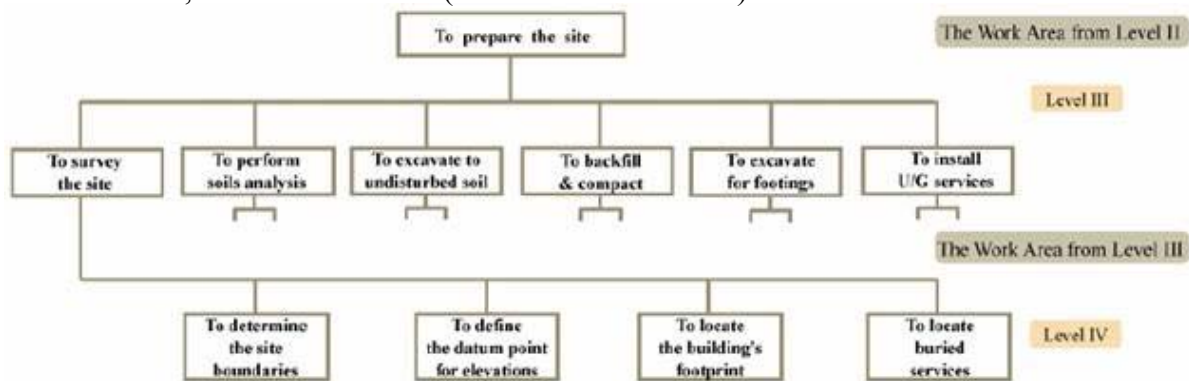 To prepare the site
The Work Area from Level II
Level III
To survey
the site
To perform
soils analysis
To excavate to
undisturbed soil
To backfill
& compact
To excavate
for footings
To install
U/G services
The Work Area from Level III
To determine
the site
boundaries
To define
the datum point
for elevations
To locate
the building's
footprint
To locate
buried
services
Level IV